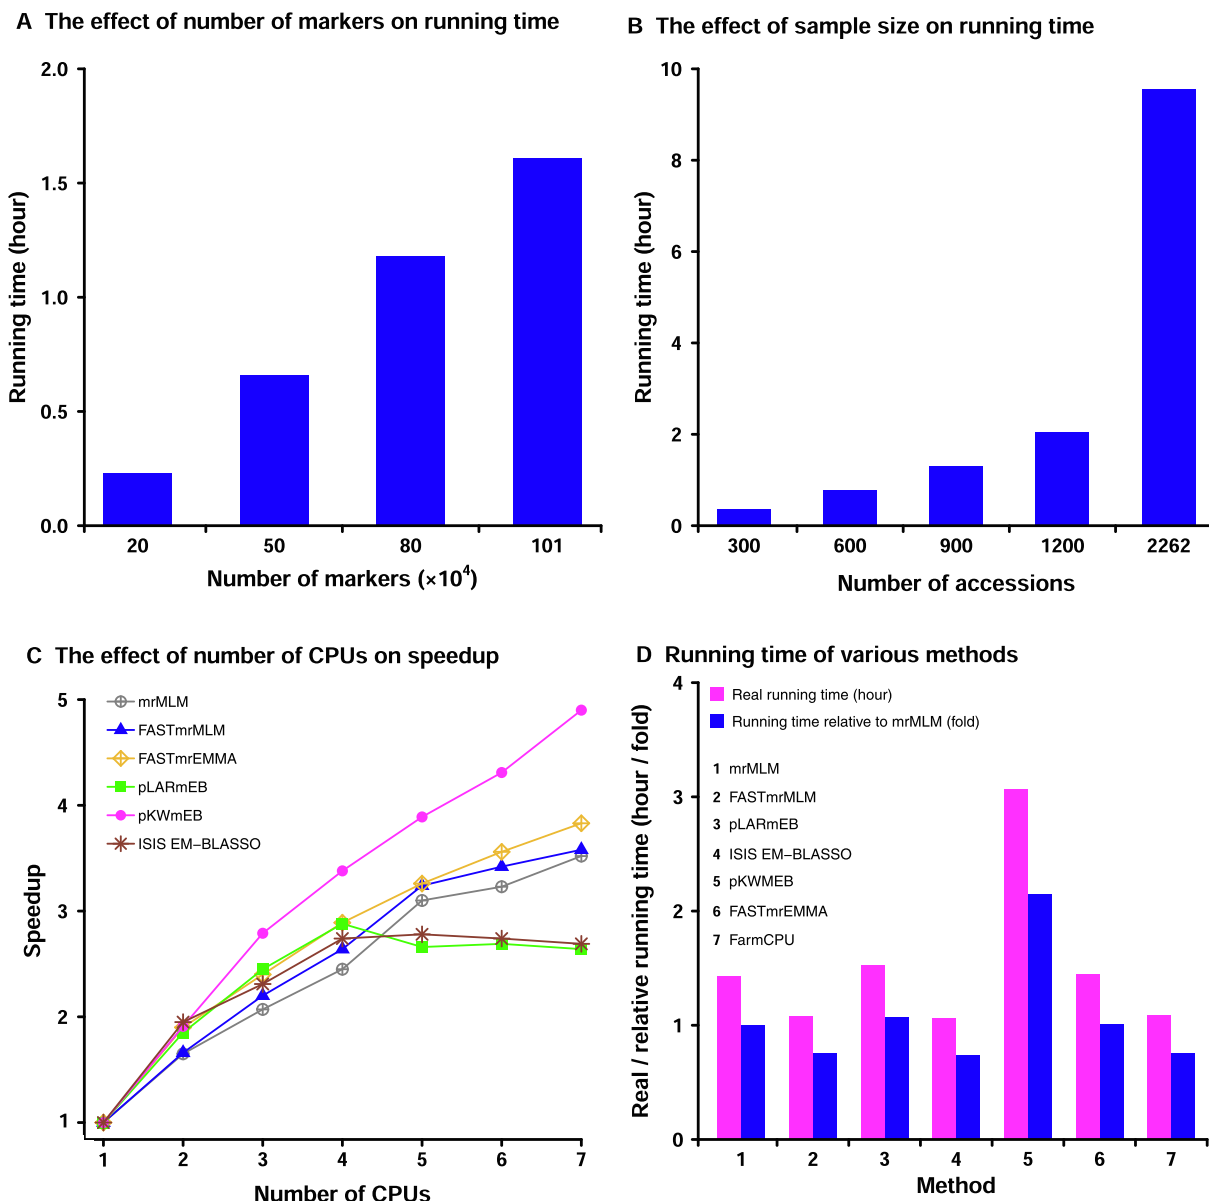 A The effect of number of markers on running time
2.0
1.5
1.0
0.5
0.0
Running time (hour)
20 50 80 101
Number of markers (×10⁴)
B The effect of sample size on running time
10
8
6
4
2
0
Running time (hour)
300 600 900 1200 2262
Number of accessions
C The effect of number of CPUs on speedup
5
4
3
2
1
Speedup
mrMLM
FASTmrMLM
FASTmrEMMA
pLARmEB
pKWmEB
ISIS EM−BLASSO
1 2 3 4 5 6 7
Number of CPUs
D Running time of various methods
4
3
2
1
0
Real / relative running time (hour / fold)
Real running time (hour)
Running time relative to mrMLM (fold)
1 mrMLM
2 FASTmrMLM
3 pLARmEB
4 ISIS EM−BLASSO
5 pKWMEB
6 FASTmrEMMA
7 FarmCPU
1 2 3 4 5 6 7
Method